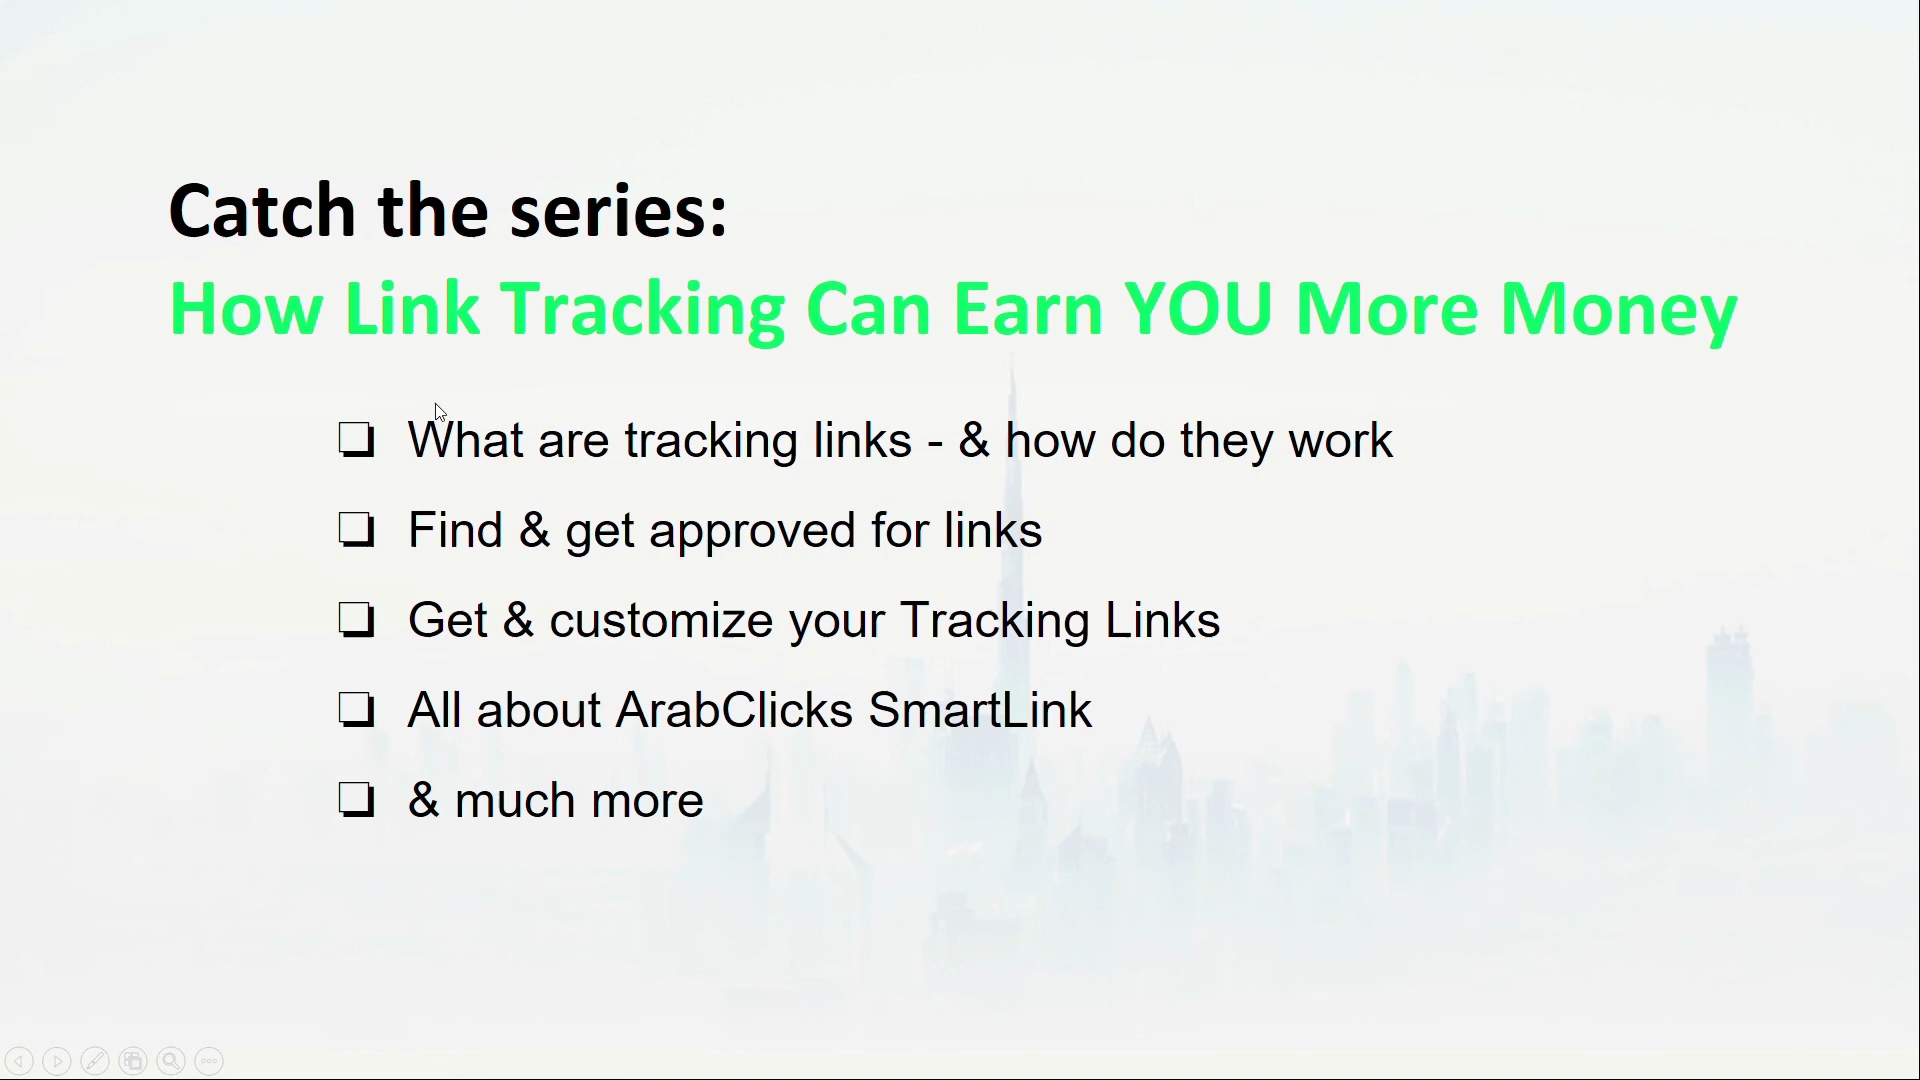 Catch the series:
How Link Tracking Can Earn YOU More Money
❏ What are tracking links - & how do they work
❏ Find & get approved for links
❏ Get & customize your Tracking Links
❏ All about ArabClicks SmartLink
❏ & much more